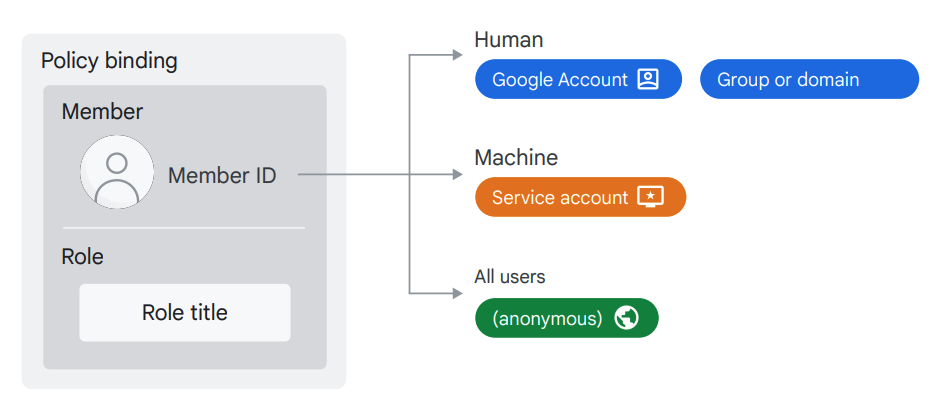 Policy binding
Member
Member ID
Role
Role title
Human
Google Account
Group or domain
Machine
Service account
All users
(anonymous)